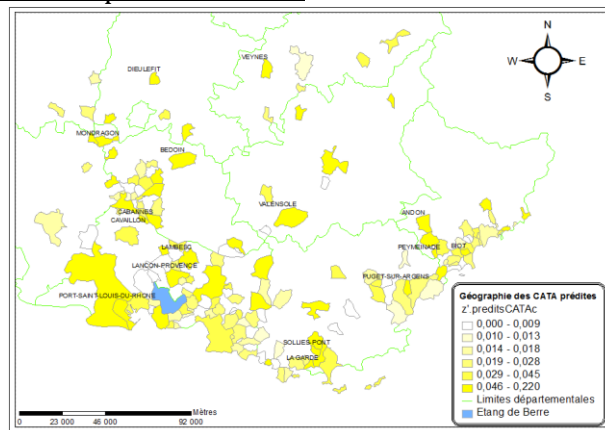 N
W E
S
VEYNES
DIEULEFIT
MONDRAGON
BEDOIN
CABANNES
CAVAILLON
VALENSOLE
ANDON
LAMBESC
PEYMEINADE
BIOT
LANCON-PROVENCE
PUGET-SUR-ARGENS
PORT-SAINT-LOUIS-DU-RHONE
SOLLIES-PONT
LA GARDE
Géographie des CATA prédites
z'.preditsCATAc
0,000 - 0,009
0,010 - 0,013
0,014 - 0,018
0,019 - 0,028
0,029 - 0,045
0,046 - 0,220
Limites départementales
Etang de Berre
Mètres
0 23 000 46 000 92 000